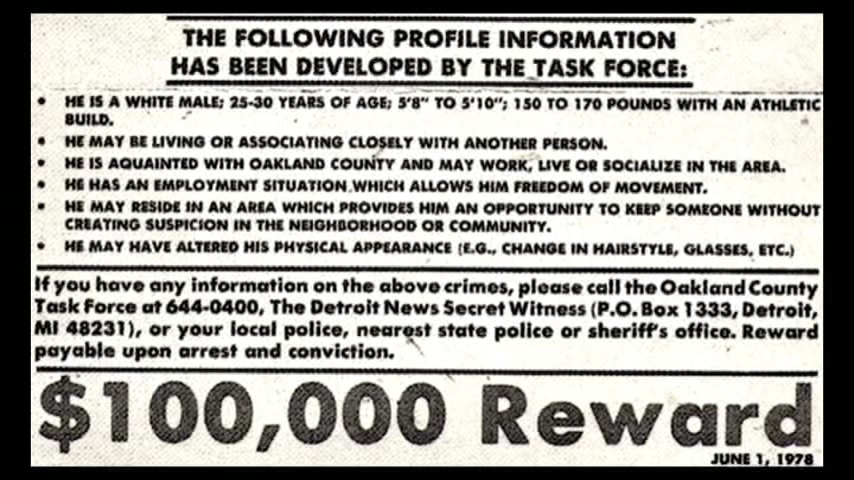 THE FOLLOWING PROFILE INFORMATION
HAS BEEN DEVELOPED BY THE TASK FORCE:
• HE IS A WHITE MALE; 25-30 YEARS OF AGE; 5'8" TO 5'10"; 150 TO 170 POUNDS WITH AN ATHLETIC
BUILD.
• HE MAY BE LIVING OR ASSOCIATING CLOSELY WITH ANOTHER PERSON.
• HE IS AQUAINTED WITH OAKLAND COUNTY AND MAY WORK, LIVE OR SOCIALIZE IN THE AREA.
• HE HAS AN EMPLOYMENT SITUATION WHICH ALLOWS HIM FREEDOM OF MOVEMENT.
• HE MAY RESIDE IN AN AREA WHICH PROVIDES HIM AN OPPORTUNITY TO KEEP SOMEONE WITHOUT
CREATING SUSPICION IN THE NEIGHBORHOOD OR COMMUNITY.
• HE MAY HAVE ALTERED HIS PHYSICAL APPEARANCE (E.G., CHANGE IN HAIRSTYLE, GLASSES, ETC.)
If you have any information on the above crimes, please call the Oakland County
Task Force at 644-0400, The Detroit News Secret Witness (P.O. Box 1333, Detroit,
MI 48231), or your local police, nearest state police or sheriff's office. Reward
payable upon arrest and conviction.
$100,000 Reward
JUNE 1, 1978